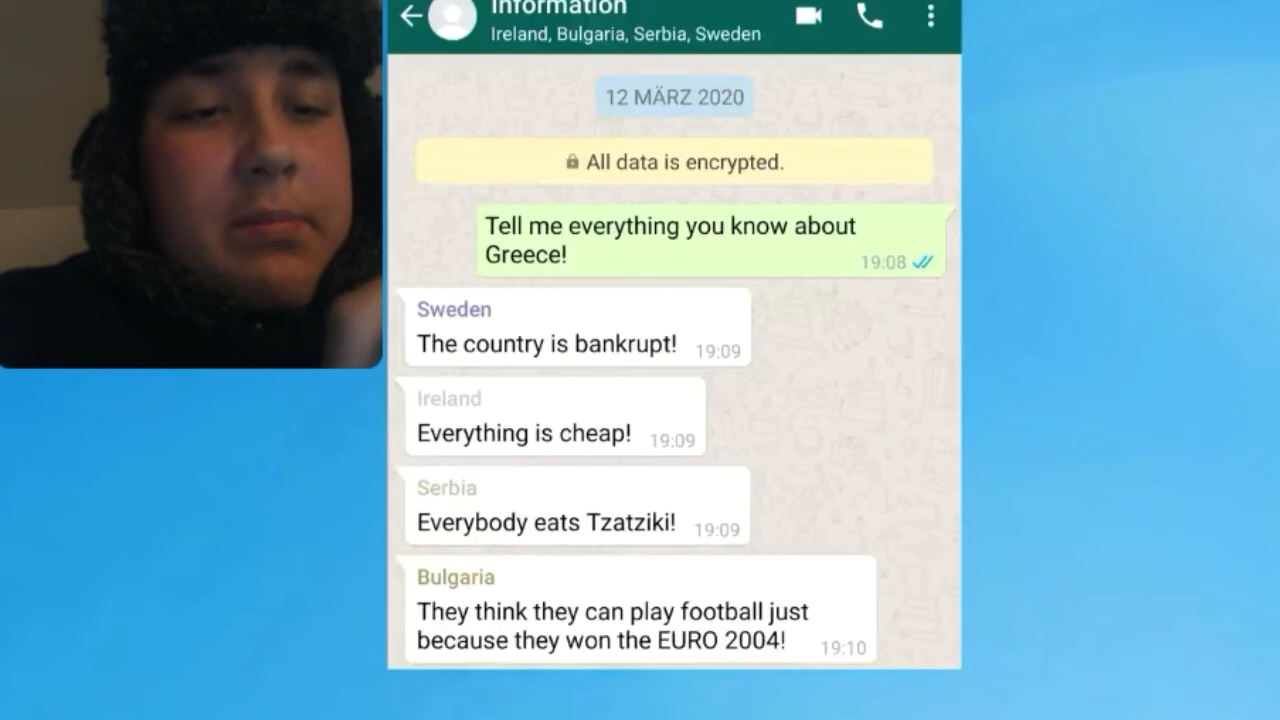 Information
Ireland, Bulgaria, Serbia, Sweden
12 MÄRZ 2020
All data is encrypted.
Tell me everything you know about
Greece!
19:08
Sweden
The country is bankrupt!
19:09
Ireland
Everything is cheap!
19:09
Serbia
Everybody eats Tzatziki!
19:09
Bulgaria
They think they can play football just
because they won the EURO 2004!
19:10